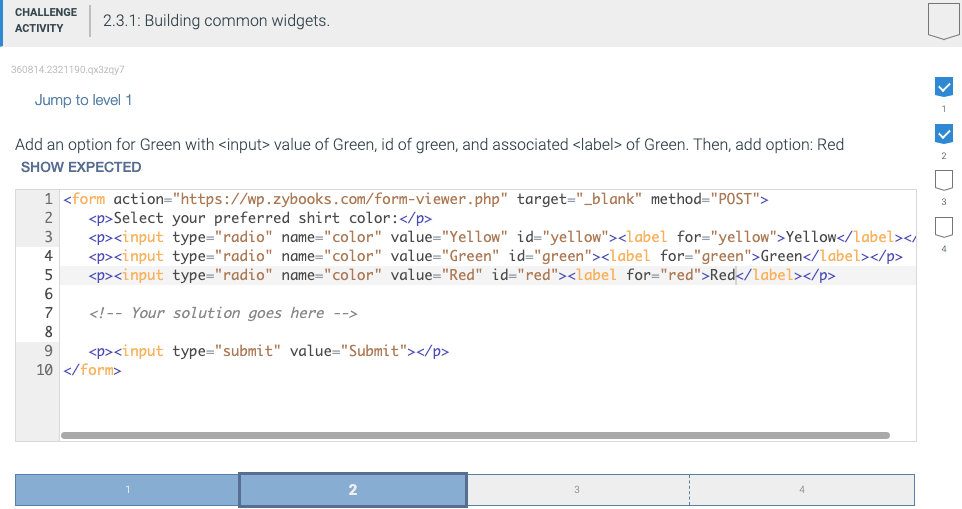 CHALLENGE
ACTIVITY
2.3.1: Building common widgets.
360814.2321190.qx3zqy7
Jump to level 1
1
2
3
4
Add an option for Green with <input> value of Green, id of green, and associated <label> of Green. Then, add option: Red
SHOW EXPECTED
1 <form action="https://wp.zybooks.com/form-viewer.php" target="_blank" method="POST">
2 <p>Select your preferred shirt color:</p>
3 <p><input type="radio" name="color" value="Yellow" id="yellow"><label for="yellow">Yellow</label></
4 <p><input type="radio" name="color" value="Green" id="green"><label for="green">Green</label></p>
5 <p><input type="radio" name="color" value="Red" id="red"><label for="red">Red</label></p>
6
7 <!-- Your solution goes here -->
8
9 <p><input type="submit" value="Submit"></p>
10 </form>
1 2 3 4